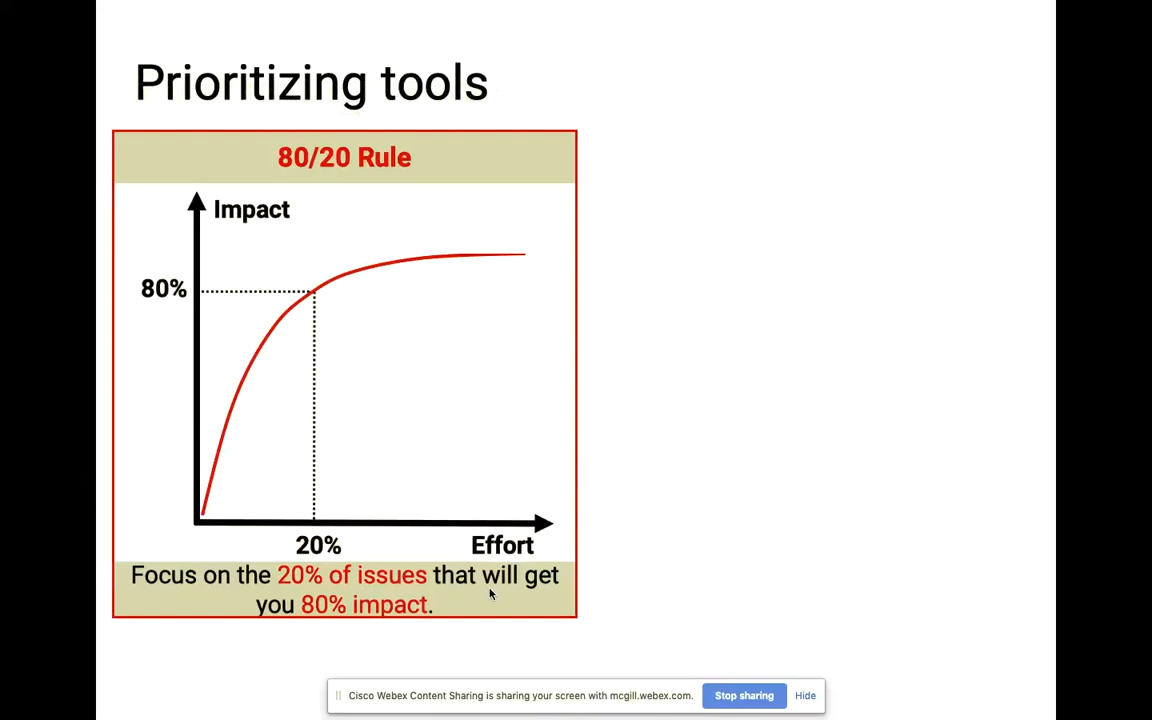 Prioritizing tools
80/20 Rule
Impact
80%
20%
Effort
Focus on the 20% of issues that will get
you 80% impact.
Cisco Webex Content Sharing is sharing your screen with mcgill.webex.com.
Stop sharing
Hide